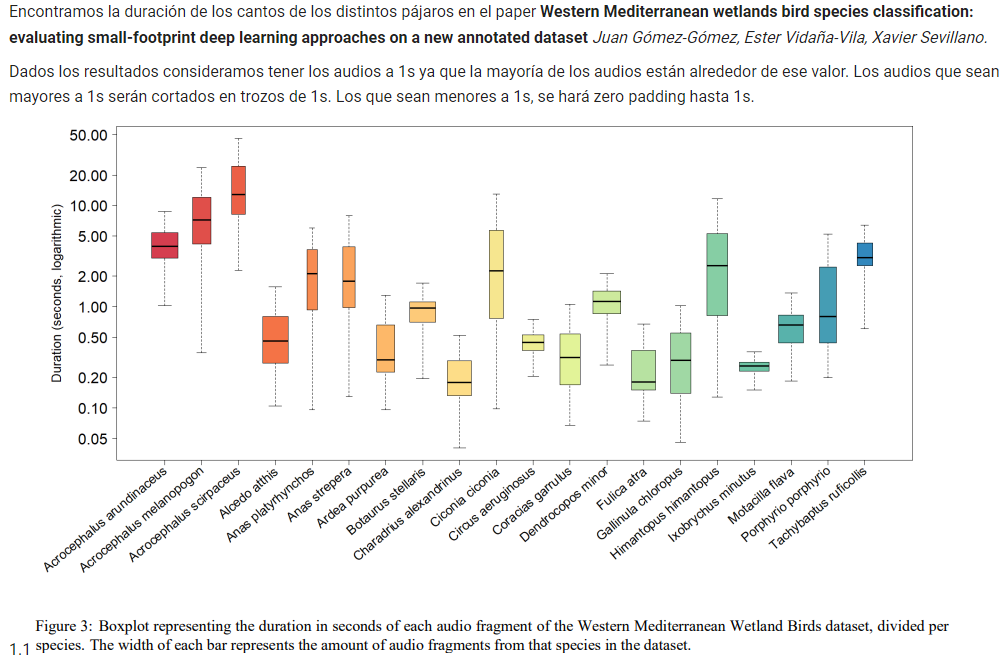 Encontramos la duración de los cantos de los distintos pájaros en el paper Western Mediterranean wetlands bird species classification:
evaluating small-footprint deep learning approaches on a new annotated dataset Juan Gómez-Gómez, Ester Vidaña-Vila, Xavier Sevillano.
Dados los resultados consideramos tener los audios a 1s ya que la mayoría de los audios están alrededor de ese valor. Los audios que sean
mayores a 1s serán cortados en trozos de 1s. Los que sean menores a 1s, se hará zero padding hasta 1s.
Duration (seconds, logarithmic)
50.00
20.00
10.00
5.00
2.00
1.00
0.50
0.20
0.10
0.05
Acrocephalus arundinaceus
Acrocephalus melanopogon
Acrocephalus scirpaceus
Alcedo atthis
Anas platyrhynchos
Anas strepera
Ardea purpurea
Botaurus stellaris
Charadrius alexandrinus
Ciconia ciconia
Circus aeruginosus
Coracias garrulus
Dendrocopos minor
Fulica atra
Gallinula chloropus
Himantopus himantopus
Ixobrychus minutus
Motacilla flava
Porphyrio porphyrio
Tachybaptus ruficollis
Figure 3: Boxplot representing the duration in seconds of each audio fragment of the Western Mediterranean Wetland Birds dataset, divided per
1.1 species. The width of each bar represents the amount of audio fragments from that species in the dataset.